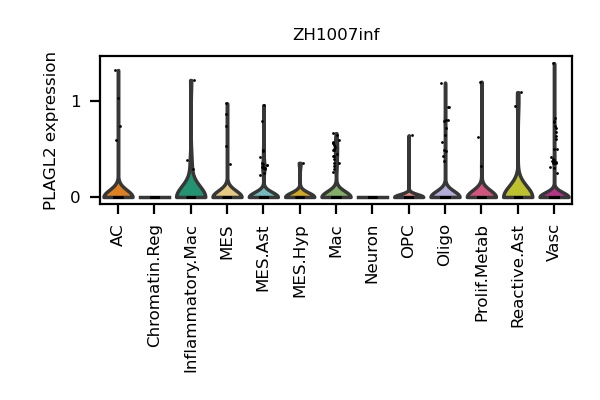 ZH1007inf
PLAGL2 expression
1
0
AC
Chromatin.Reg
Inflammatory.Mac
MES
MES.Ast
MES.Hyp
Mac
Neuron
OPC
Oligo
Prolif.Metab
Reactive.Ast
Vasc